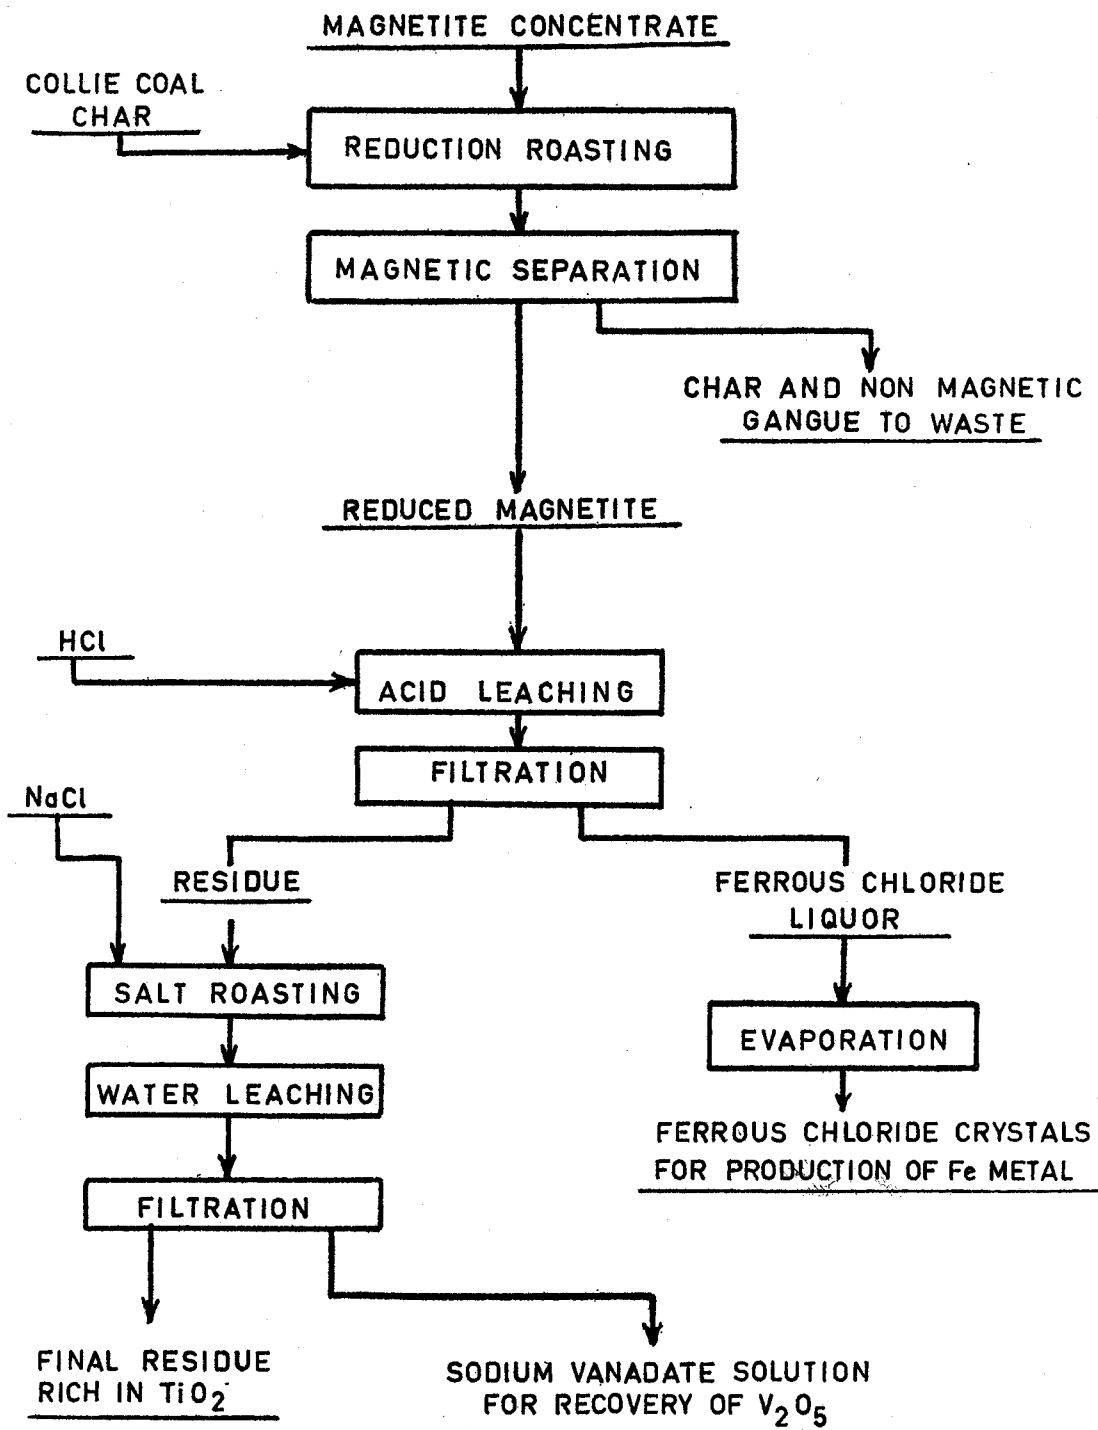 MAGNETITE CONCENTRATE
COLLIE COAL
CHAR
REDUCTION ROASTING
MAGNETIC SEPARATION
CHAR AND NON MAGNETIC
GANGUE TO WASTE
REDUCED MAGNETITE
HCl
ACID LEACHING
FILTRATION
NaCl
RESIDUE
FERROUS CHLORIDE
LIQUOR
SALT ROASTING
EVAPORATION
WATER LEACHING
FERROUS CHLORIDE CRYSTALS
FOR PRODUCTION OF Fe METAL
FILTRATION
FINAL RESIDUE
RICH IN TiO₂
SODIUM VANADATE SOLUTION
FOR RECOVERY OF V₂O₅